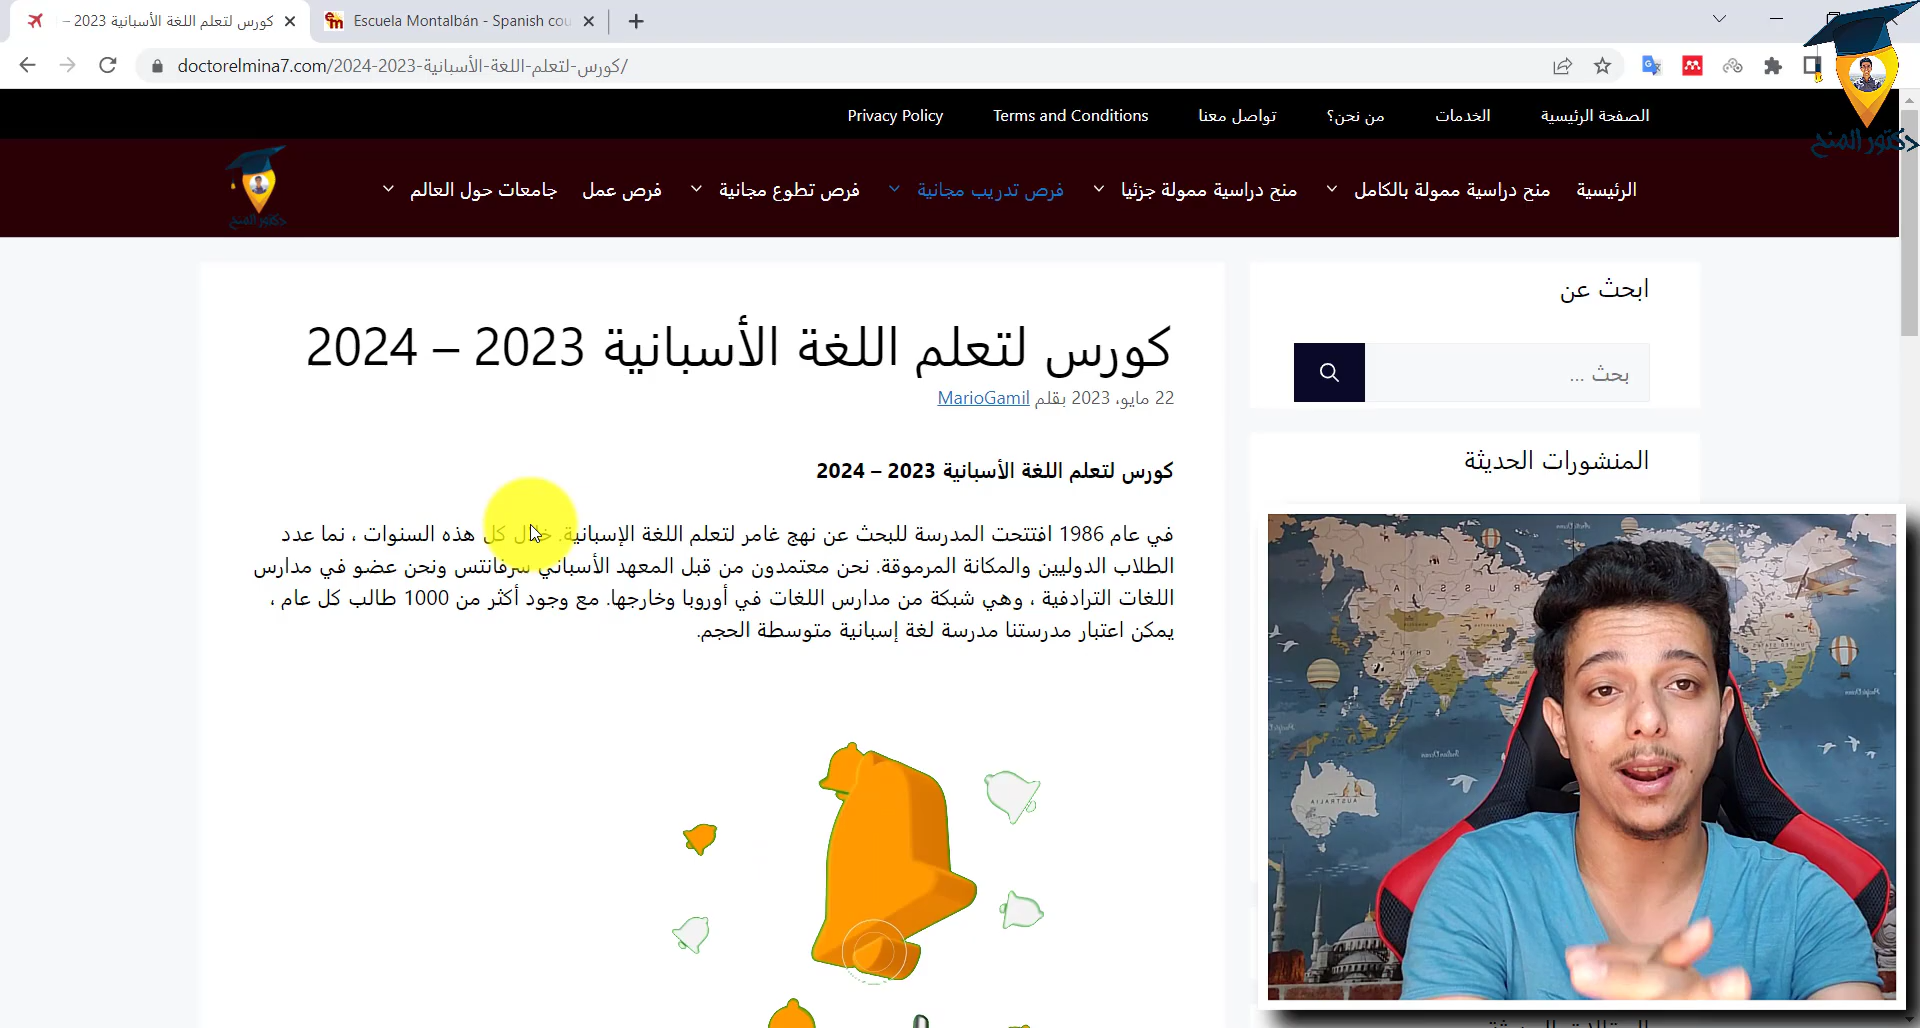 كورس لتعلم اللغة الأسبانية 2023 –
Escuela Montalbán - Spanish cou
doctorelmina7.com/2024-2023-كورس-لتعلم-اللغة-الأسبانية/
دكتور المنح
الصفحة الرئيسية
الخدمات
من نحن؟
تواصل معنا
Terms and Conditions
Privacy Policy
الرئيسية
منح دراسية ممولة بالكامل
منح دراسية ممولة جزئيا
فرص تدريب مجانية
فرص تطوع مجانية
فرص عمل
جامعات حول العالم
دكتور المنح
ابحث عن
بحث ...
المنشورات الحديثة
كورس لتعلم اللغة الأسبانية 2023 – 2024
22 مايو، 2023 بقلم MarioGamil
كورس لتعلم اللغة الأسبانية 2023 – 2024
في عام 1986 افتتحت المدرسة للبحث عن نهج غامر لتعلم اللغة الإسبانية. خلال كل هذه السنوات ، نما عدد
الطلاب الدوليين والمكانة المرموقة. نحن معتمدون من قبل المعهد الأسباني سرفانتس ونحن عضو في مدارس
اللغات الترادفية ، وهي شبكة من مدارس اللغات في أوروبا وخارجها. مع وجود أكثر من 1000 طالب كل عام ،
يمكن اعتبار مدرستنا مدرسة لغة إسبانية متوسطة الحجم.